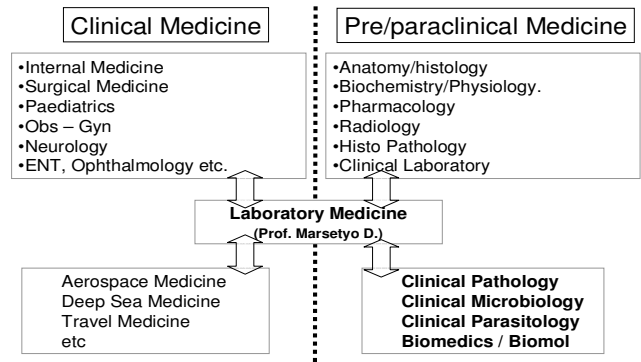 Clinical Medicine
•Internal Medicine
•Surgical Medicine
•Paediatrics
•Obs – Gyn
•Neurology
•ENT, Ophthalmology etc.
Pre/paraclinical Medicine
•Anatomy/histology
•Biochemistry/Physiology.
•Pharmacology
•Radiology
•Histo Pathology
•Clinical Laboratory
Laboratory Medicine
(Prof. Marsetyo D.)
Aerospace Medicine
Deep Sea Medicine
Travel Medicine
etc
Clinical Pathology
Clinical Microbiology
Clinical Parasitology
Biomedics / Biomol